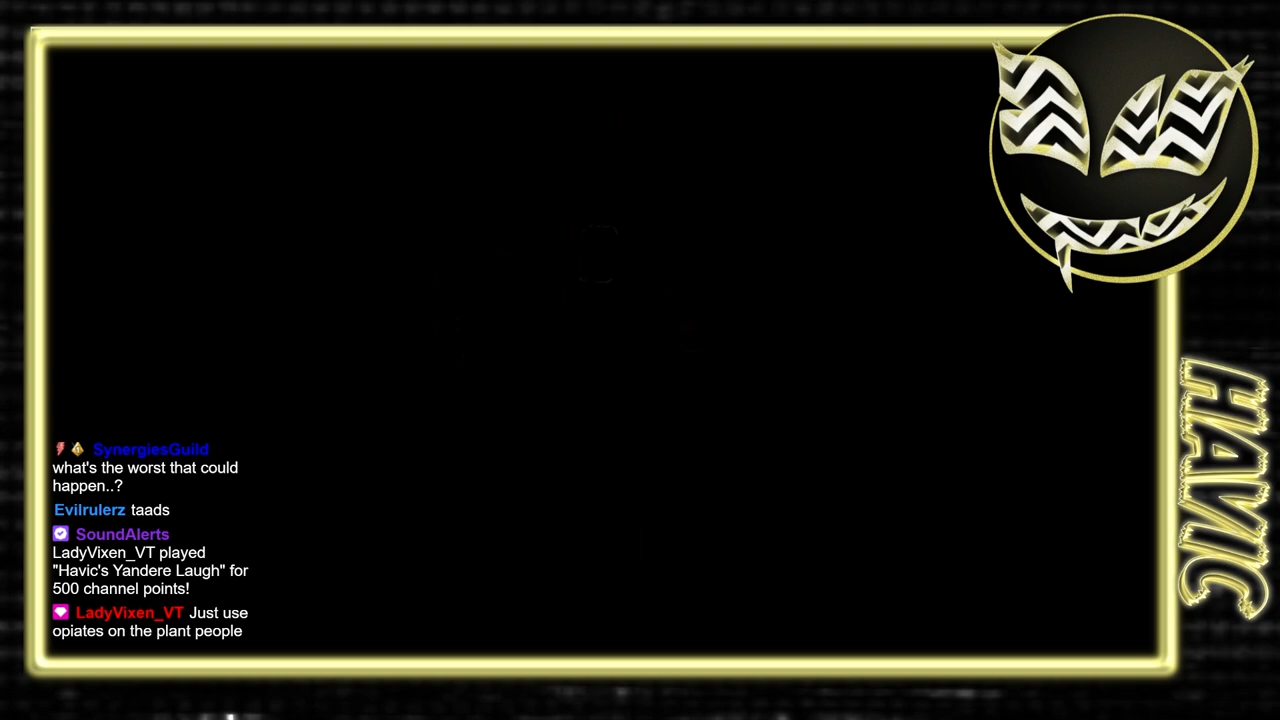 SynergiesGuild
what's the worst that could
happen..?
Evilrulerz taads
SoundAlerts
LadyVixen_VT played
"Havic's Yandere Laugh" for
500 channel points!
LadyVixen_VT Just use
opiates on the plant people
HAVIC